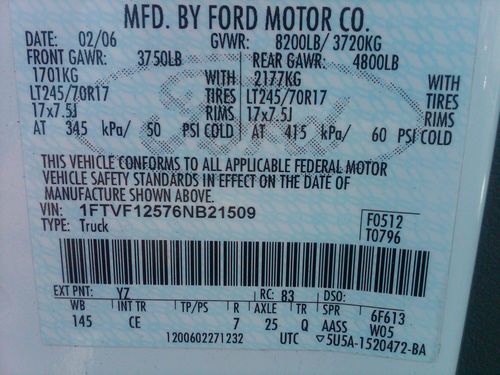 MFD. BY FORD MOTOR CO.
DATE: 02/06 GVWR: 8200LB/ 3720KG
FRONT GAWR: 3750LB REAR GAWR: 4800LB
1701KG WITH 2177KG WITH
LT245/70R17 TIRES LT245/70R17 TIRES
17x7.5J RIMS 17x7.5J RIMS
AT 345 kPa/ 50 PSI COLD AT 415 kPa/ 60 PSI COLD
THIS VEHICLE CONFORMS TO ALL APPLICABLE FEDERAL MOTOR
VEHICLE SAFETY STANDARDS IN EFFECT ON THE DATE OF
MANUFACTURE SHOWN ABOVE.
VIN: 1FTVF12576NB21509 F0512
TYPE: Truck T0796
EXT PNT: YZ RC: 83 DSO:
WB INT TR TP/PS R AXLE TR SPR 6F613
145 CE 7 25 Q AASS W05
1200602271232 UTC 5U5A-1520472-BA
Ford